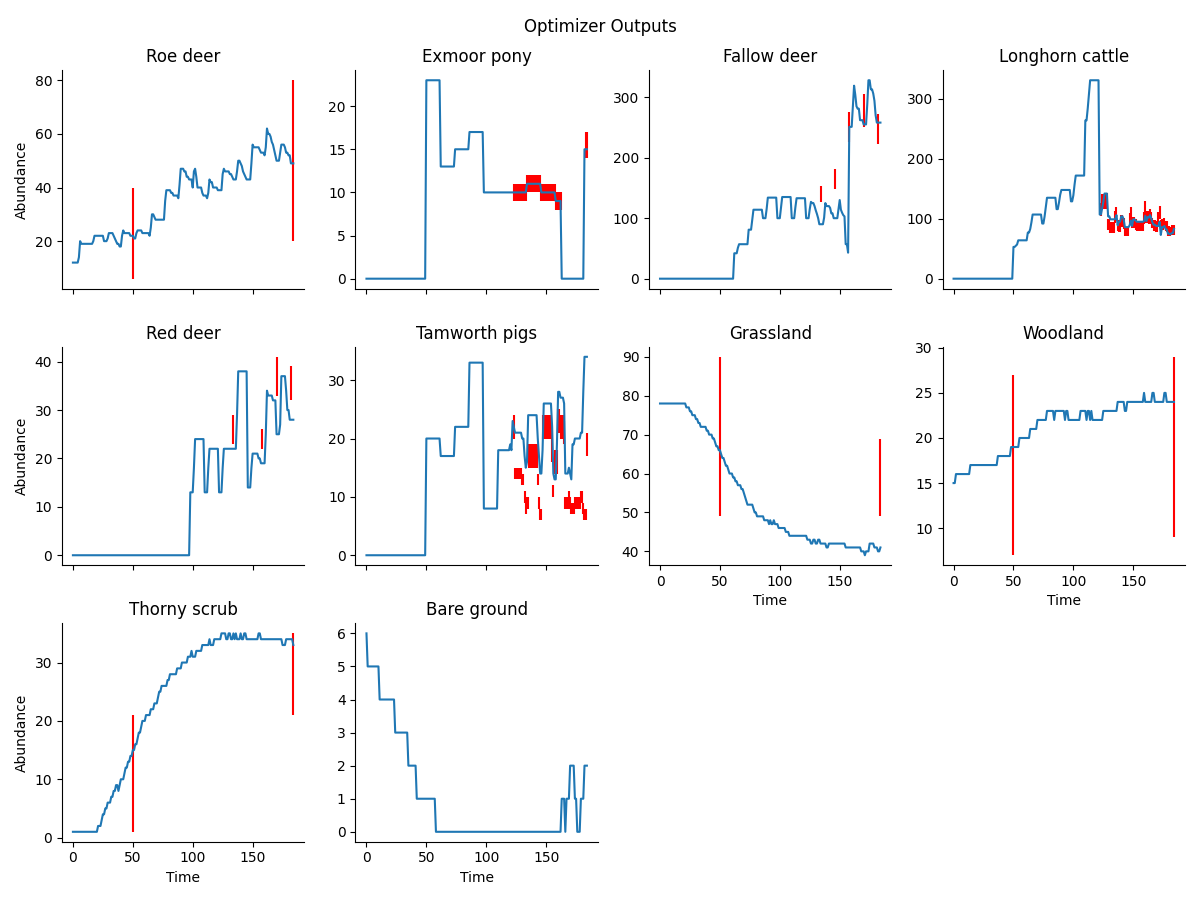 Optimizer Outputs
Roe deer
Exmoor pony
Fallow deer
Longhorn cattle
80
60
40
20
Abundance
20
15
10
5
0
300
200
100
0
300
200
100
0
Red deer
Tamworth pigs
Grassland
Woodland
40
30
20
10
0
Abundance
30
20
10
0
90
80
70
60
50
40
0 50 100 150
Time
30
25
20
15
10
0 50 100 150
Time
Thorny scrub
Bare ground
30
20
10
0
Abundance
0 50 100 150
Time
6
5
4
3
2
1
0
0 50 100 150
Time